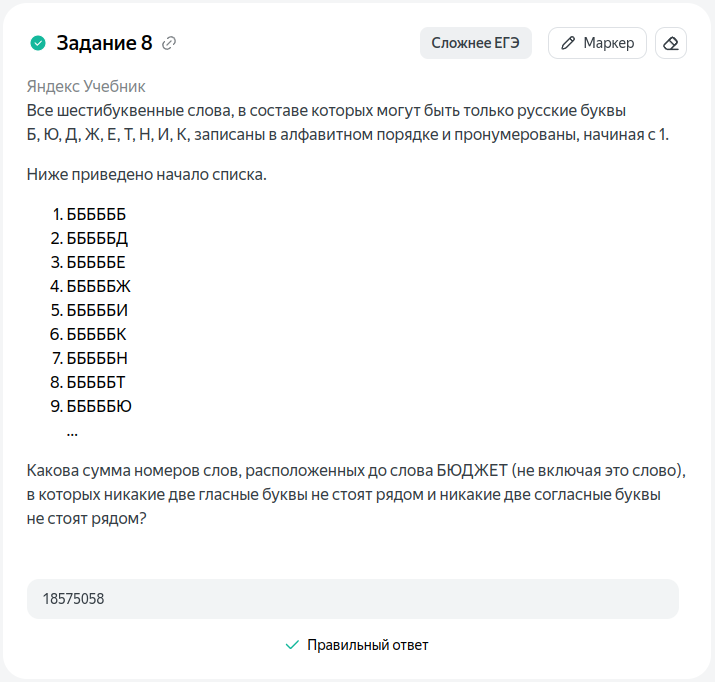 Задание 8
Сложнее ЕГЭ
Маркер
Яндекс Учебник
Все шестибуквенные слова, в составе которых могут быть только русские буквы
Б, Ю, Д, Ж, Е, Т, Н, И, К, записаны в алфавитном порядке и пронумерованы, начиная с 1.
Ниже приведено начало списка.
1. ББББББ
2. БББББД
3. БББББЕ
4. БББББЖ
5. БББББИ
6. БББББК
7. БББББН
8. БББББТ
9. БББББЮ
...
Какова сумма номеров слов, расположенных до слова БЮДЖЕТ (не включая это слово),
в которых никакие две гласные буквы не стоят рядом и никакие две согласные буквы
не стоят рядом?
18575058
Правильный ответ